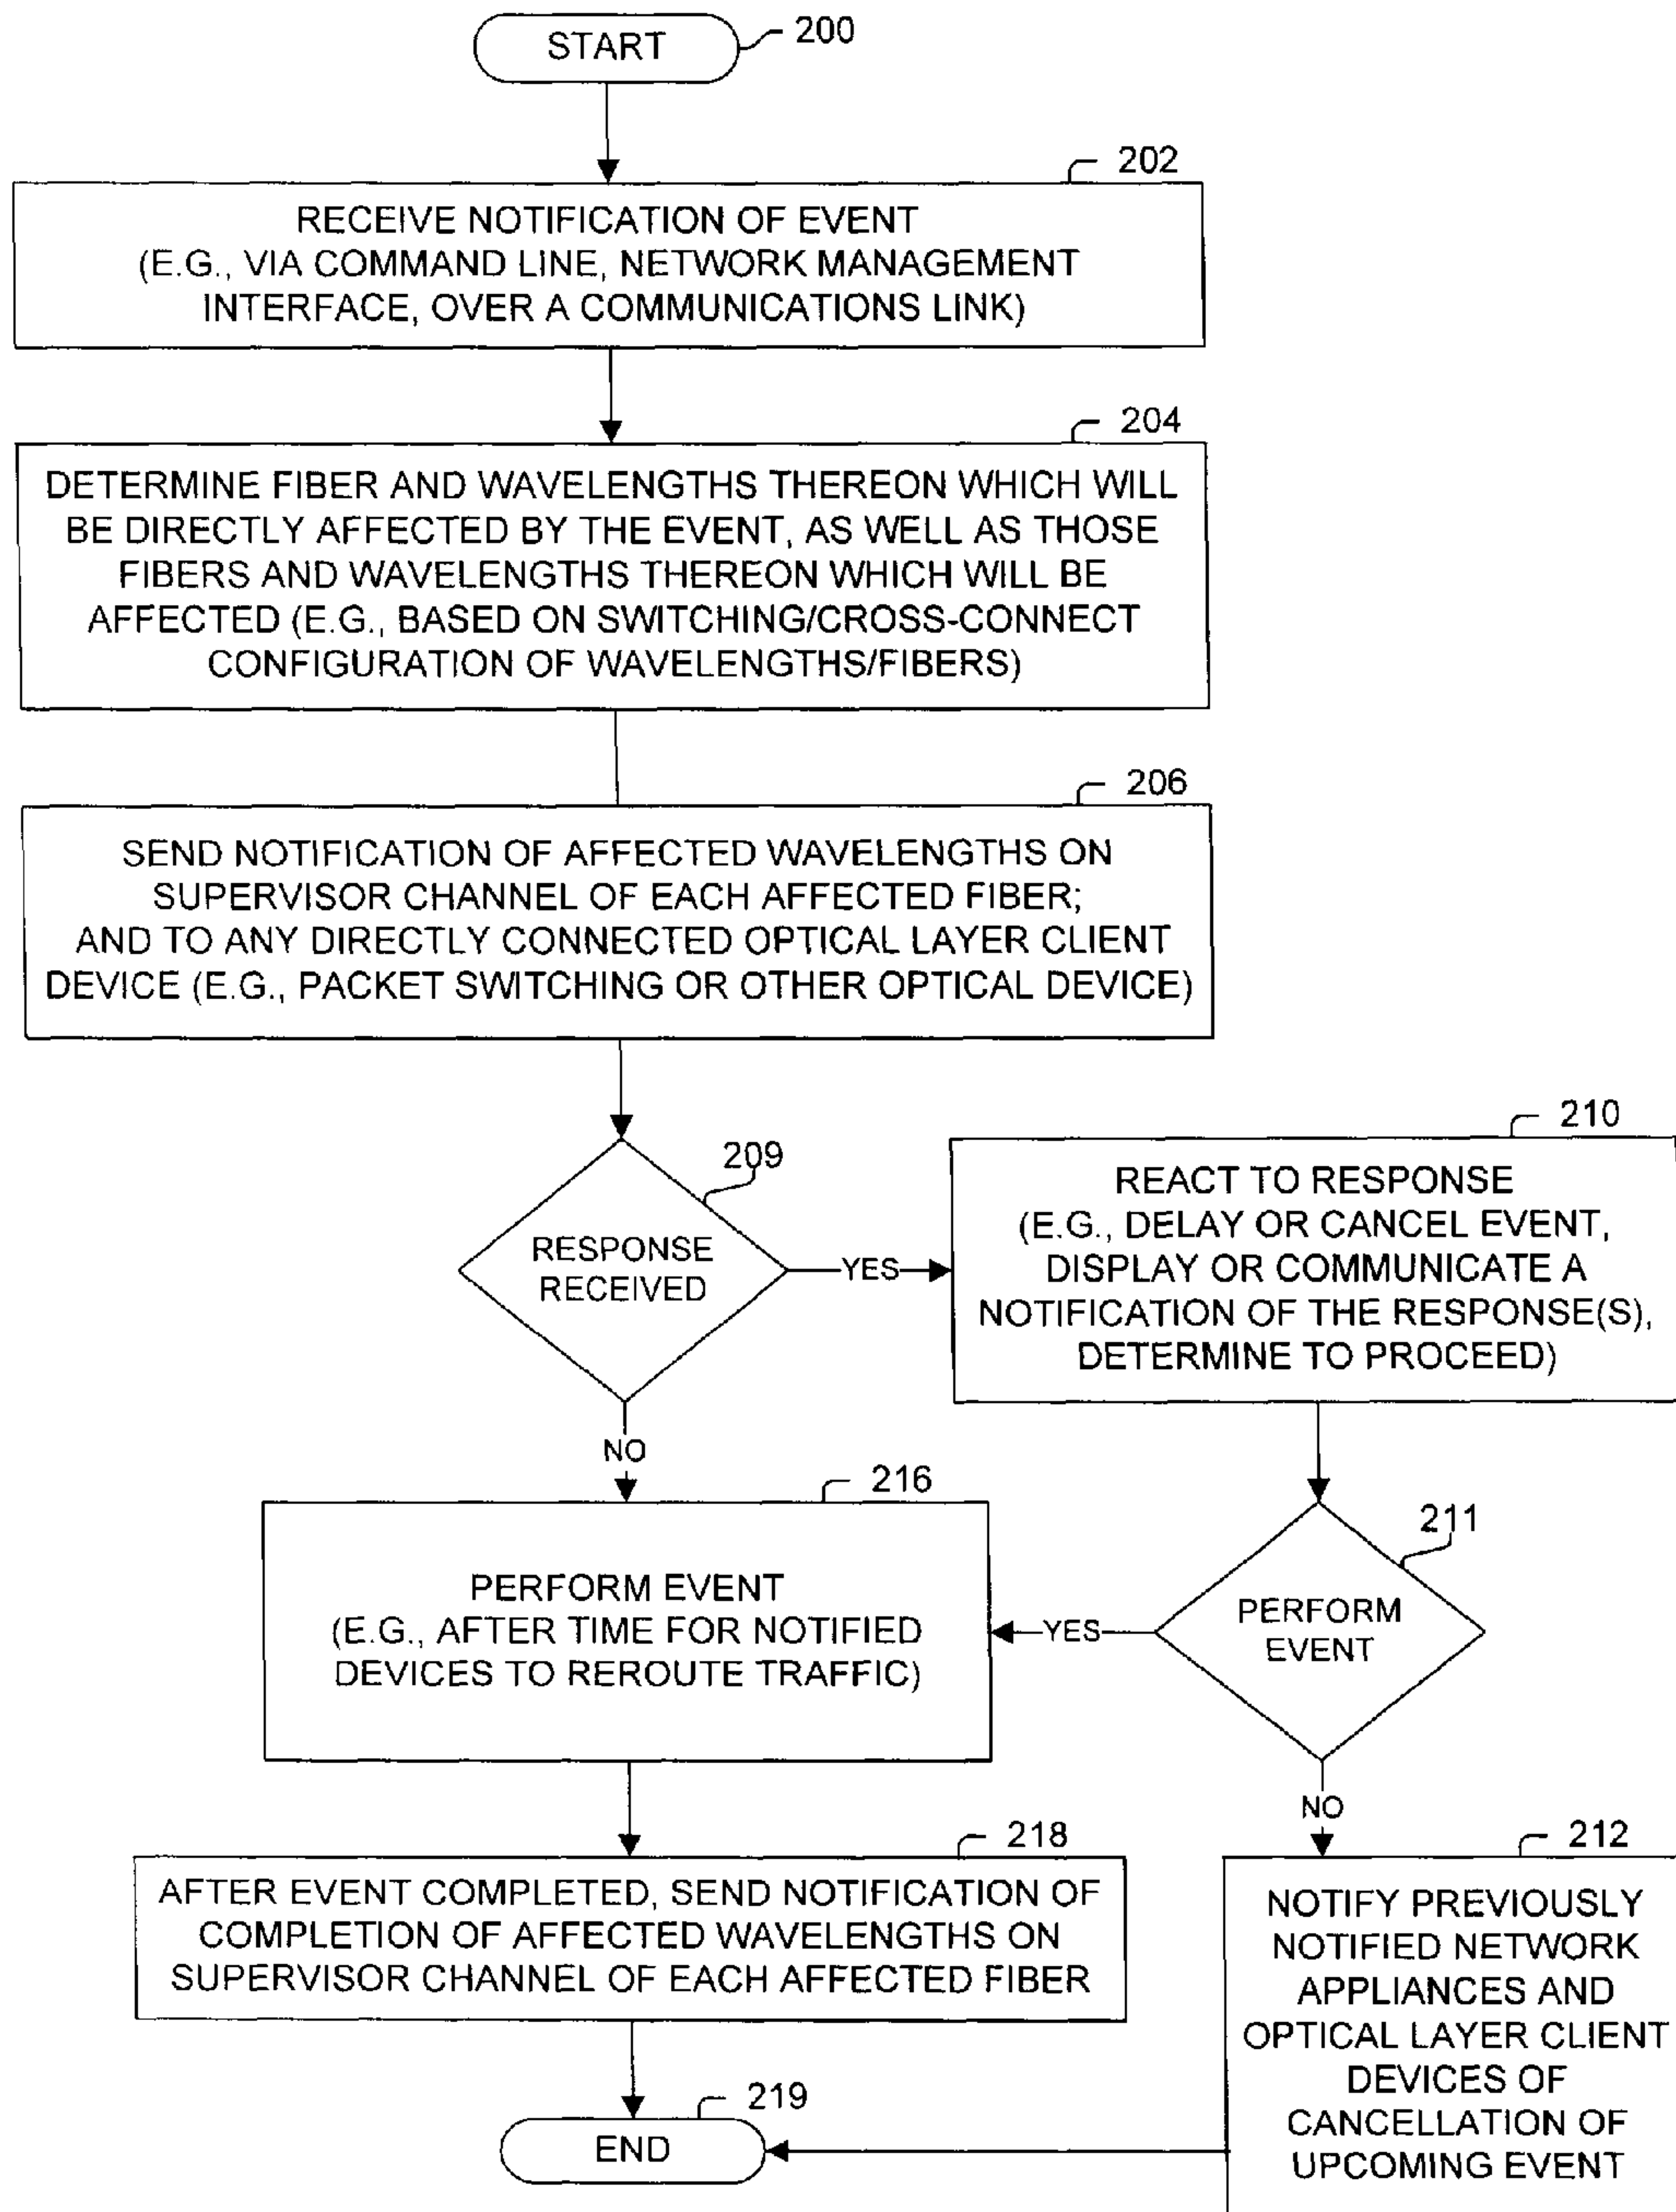 START
200
202
RECEIVE NOTIFICATION OF EVENT
(E.G., VIA COMMAND LINE, NETWORK MANAGEMENT
INTERFACE, OVER A COMMUNICATIONS LINK)
204
DETERMINE FIBER AND WAVELENGTHS THEREON WHICH WILL
BE DIRECTLY AFFECTED BY THE EVENT, AS WELL AS THOSE
FIBERS AND WAVELENGTHS THEREON WHICH WILL BE
AFFECTED (E.G., BASED ON SWITCHING/CROSS-CONNECT
CONFIGURATION OF WAVELENGTHS/FIBERS)
206
SEND NOTIFICATION OF AFFECTED WAVELENGTHS ON
SUPERVISOR CHANNEL OF EACH AFFECTED FIBER;
AND TO ANY DIRECTLY CONNECTED OPTICAL LAYER CLIENT
DEVICE (E.G., PACKET SWITCHING OR OTHER OPTICAL DEVICE)
209
RESPONSE
RECEIVED
YES
210
REACT TO RESPONSE
(E.G., DELAY OR CANCEL EVENT,
DISPLAY OR COMMUNICATE A
NOTIFICATION OF THE RESPONSE(S),
DETERMINE TO PROCEED)
NO
216
PERFORM EVENT
(E.G., AFTER TIME FOR NOTIFIED
DEVICES TO REROUTE TRAFFIC)
211
PERFORM
EVENT
YES
NO
218
AFTER EVENT COMPLETED, SEND NOTIFICATION OF
COMPLETION OF AFFECTED WAVELENGTHS ON
SUPERVISOR CHANNEL OF EACH AFFECTED FIBER
212
NOTIFY PREVIOUSLY
NOTIFIED NETWORK
APPLIANCES AND
OPTICAL LAYER CLIENT
DEVICES OF
CANCELLATION OF
UPCOMING EVENT
219
END